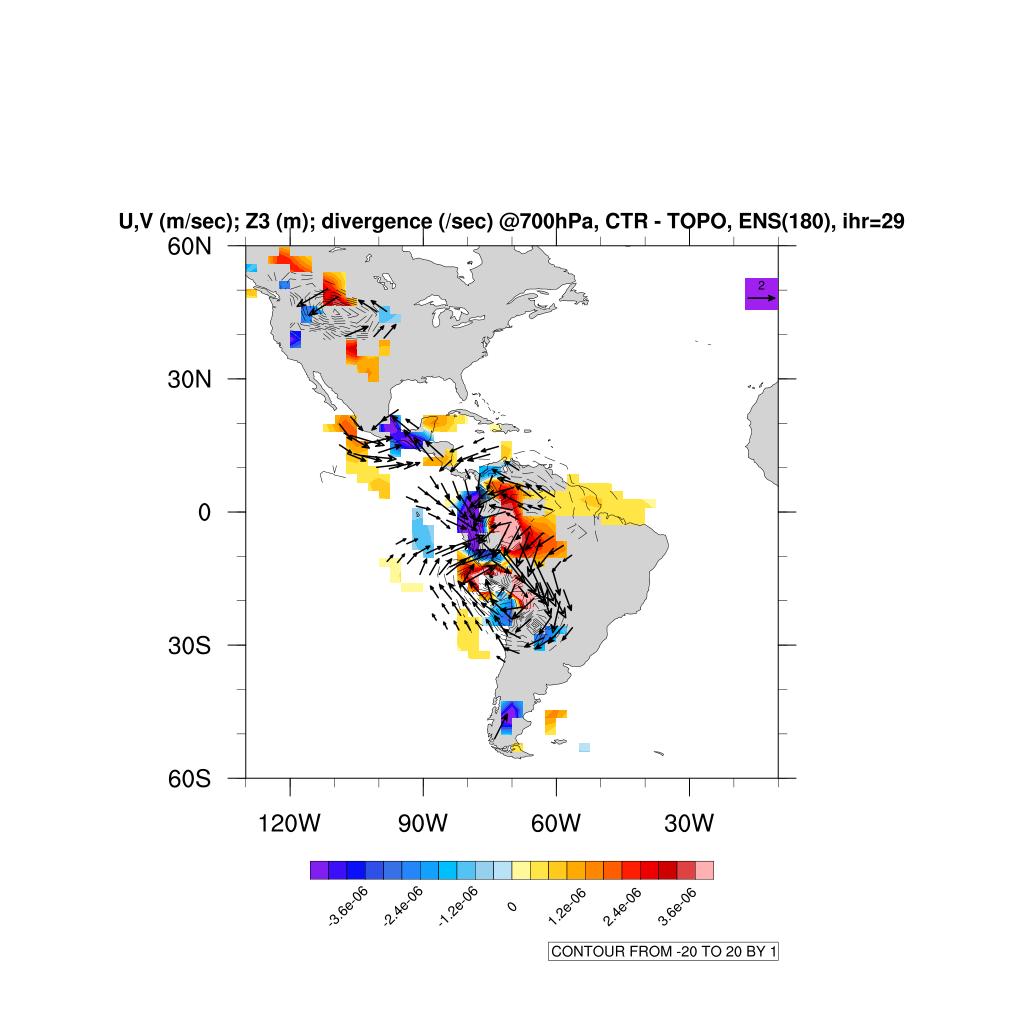 U,V (m/sec); Z3 (m); divergence (/sec) @700hPa, CTR - TOPO, ENS(180), ihr=29
60N
2
30N
0
30S
60S
120W 90W 60W 30W
-3.6e-06 -2.4e-06 -1.2e-06 0 1.2e-06 2.4e-06 3.6e-06
CONTOUR FROM -20 TO 20 BY 1